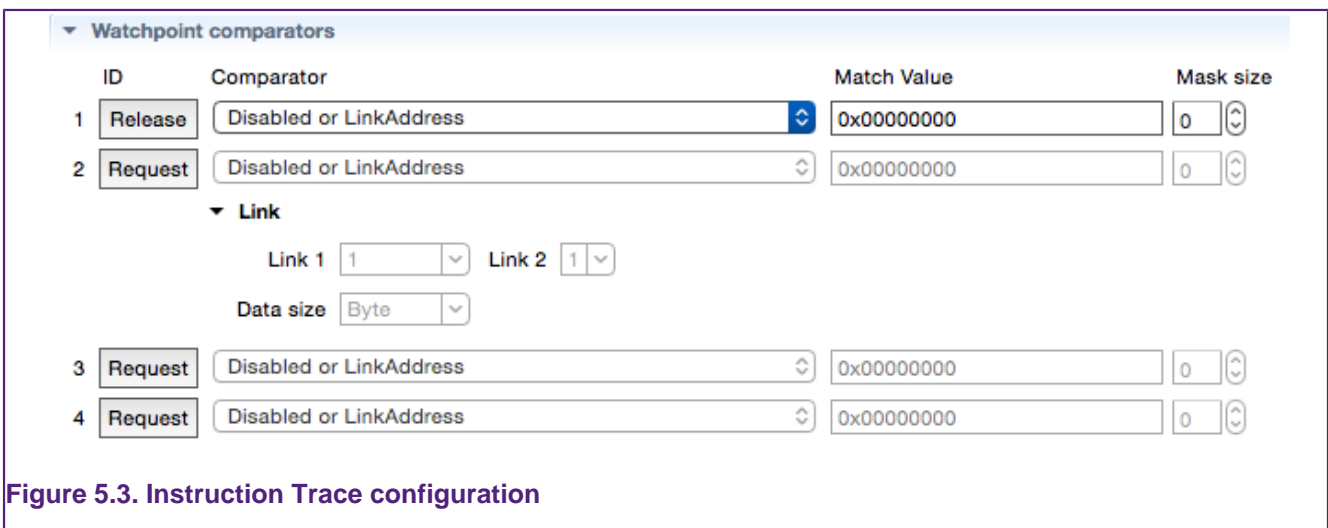 Watchpoint comparators
ID Comparator Match Value Mask size
1 Release Disabled or LinkAddress 0x00000000 0
2 Request Disabled or LinkAddress 0x00000000 0
Link
Link 1 1 Link 2 1
Data size Byte
3 Request Disabled or LinkAddress 0x00000000 0
4 Request Disabled or LinkAddress 0x00000000 0
Figure 5.3. Instruction Trace configuration